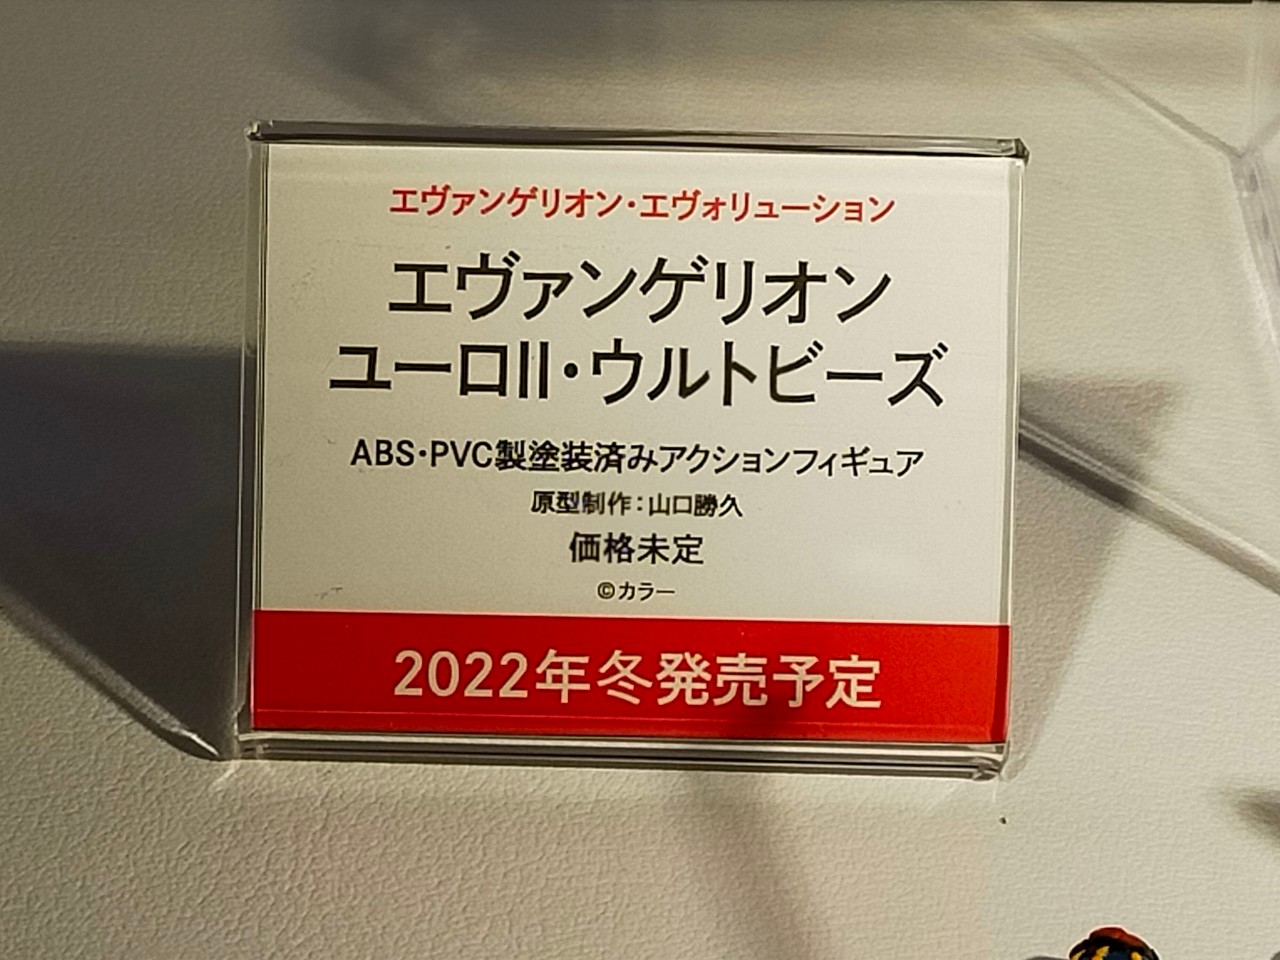 エヴァンゲリオン・エヴォリューション
エヴァンゲリオン
ユーロII・ウルトビーズ
ABS・PVC製塗装済みアクションフィギュア
原型制作：山口勝久
価格未定
©カラー
2022年冬発売予定